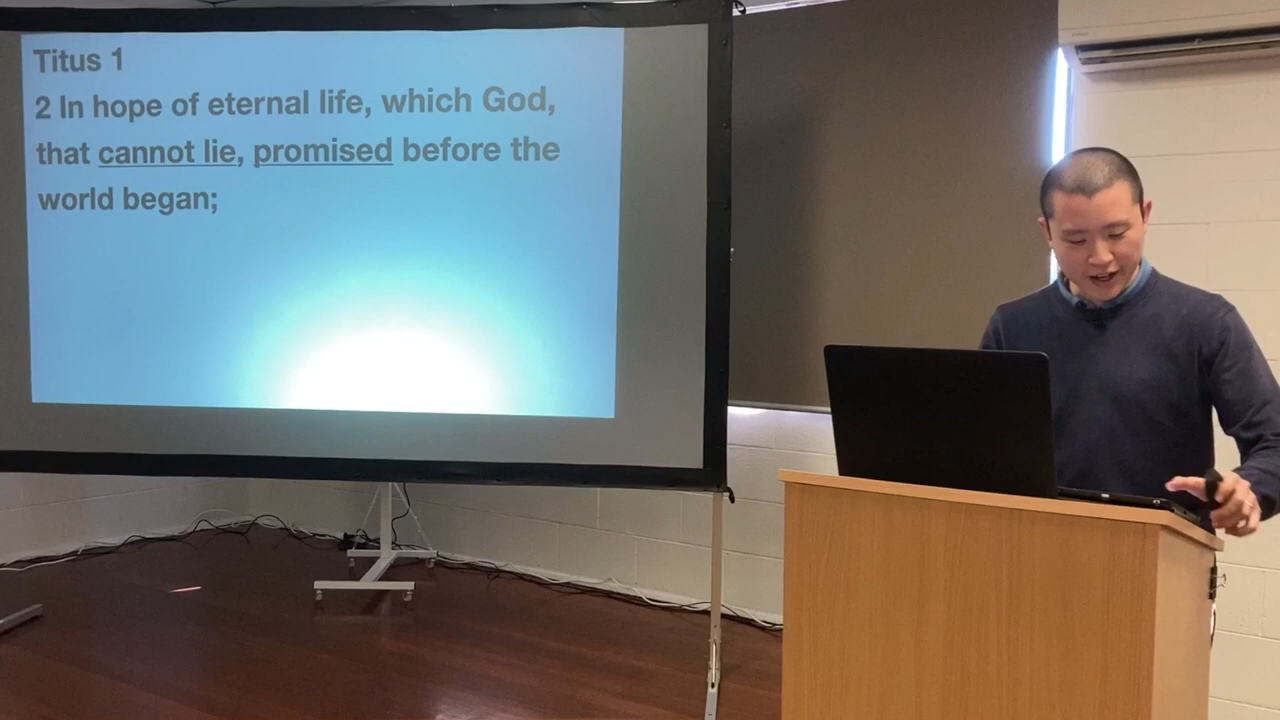 Titus 1
2 In hope of eternal life, which God,
that cannot lie, promised before the
world began;